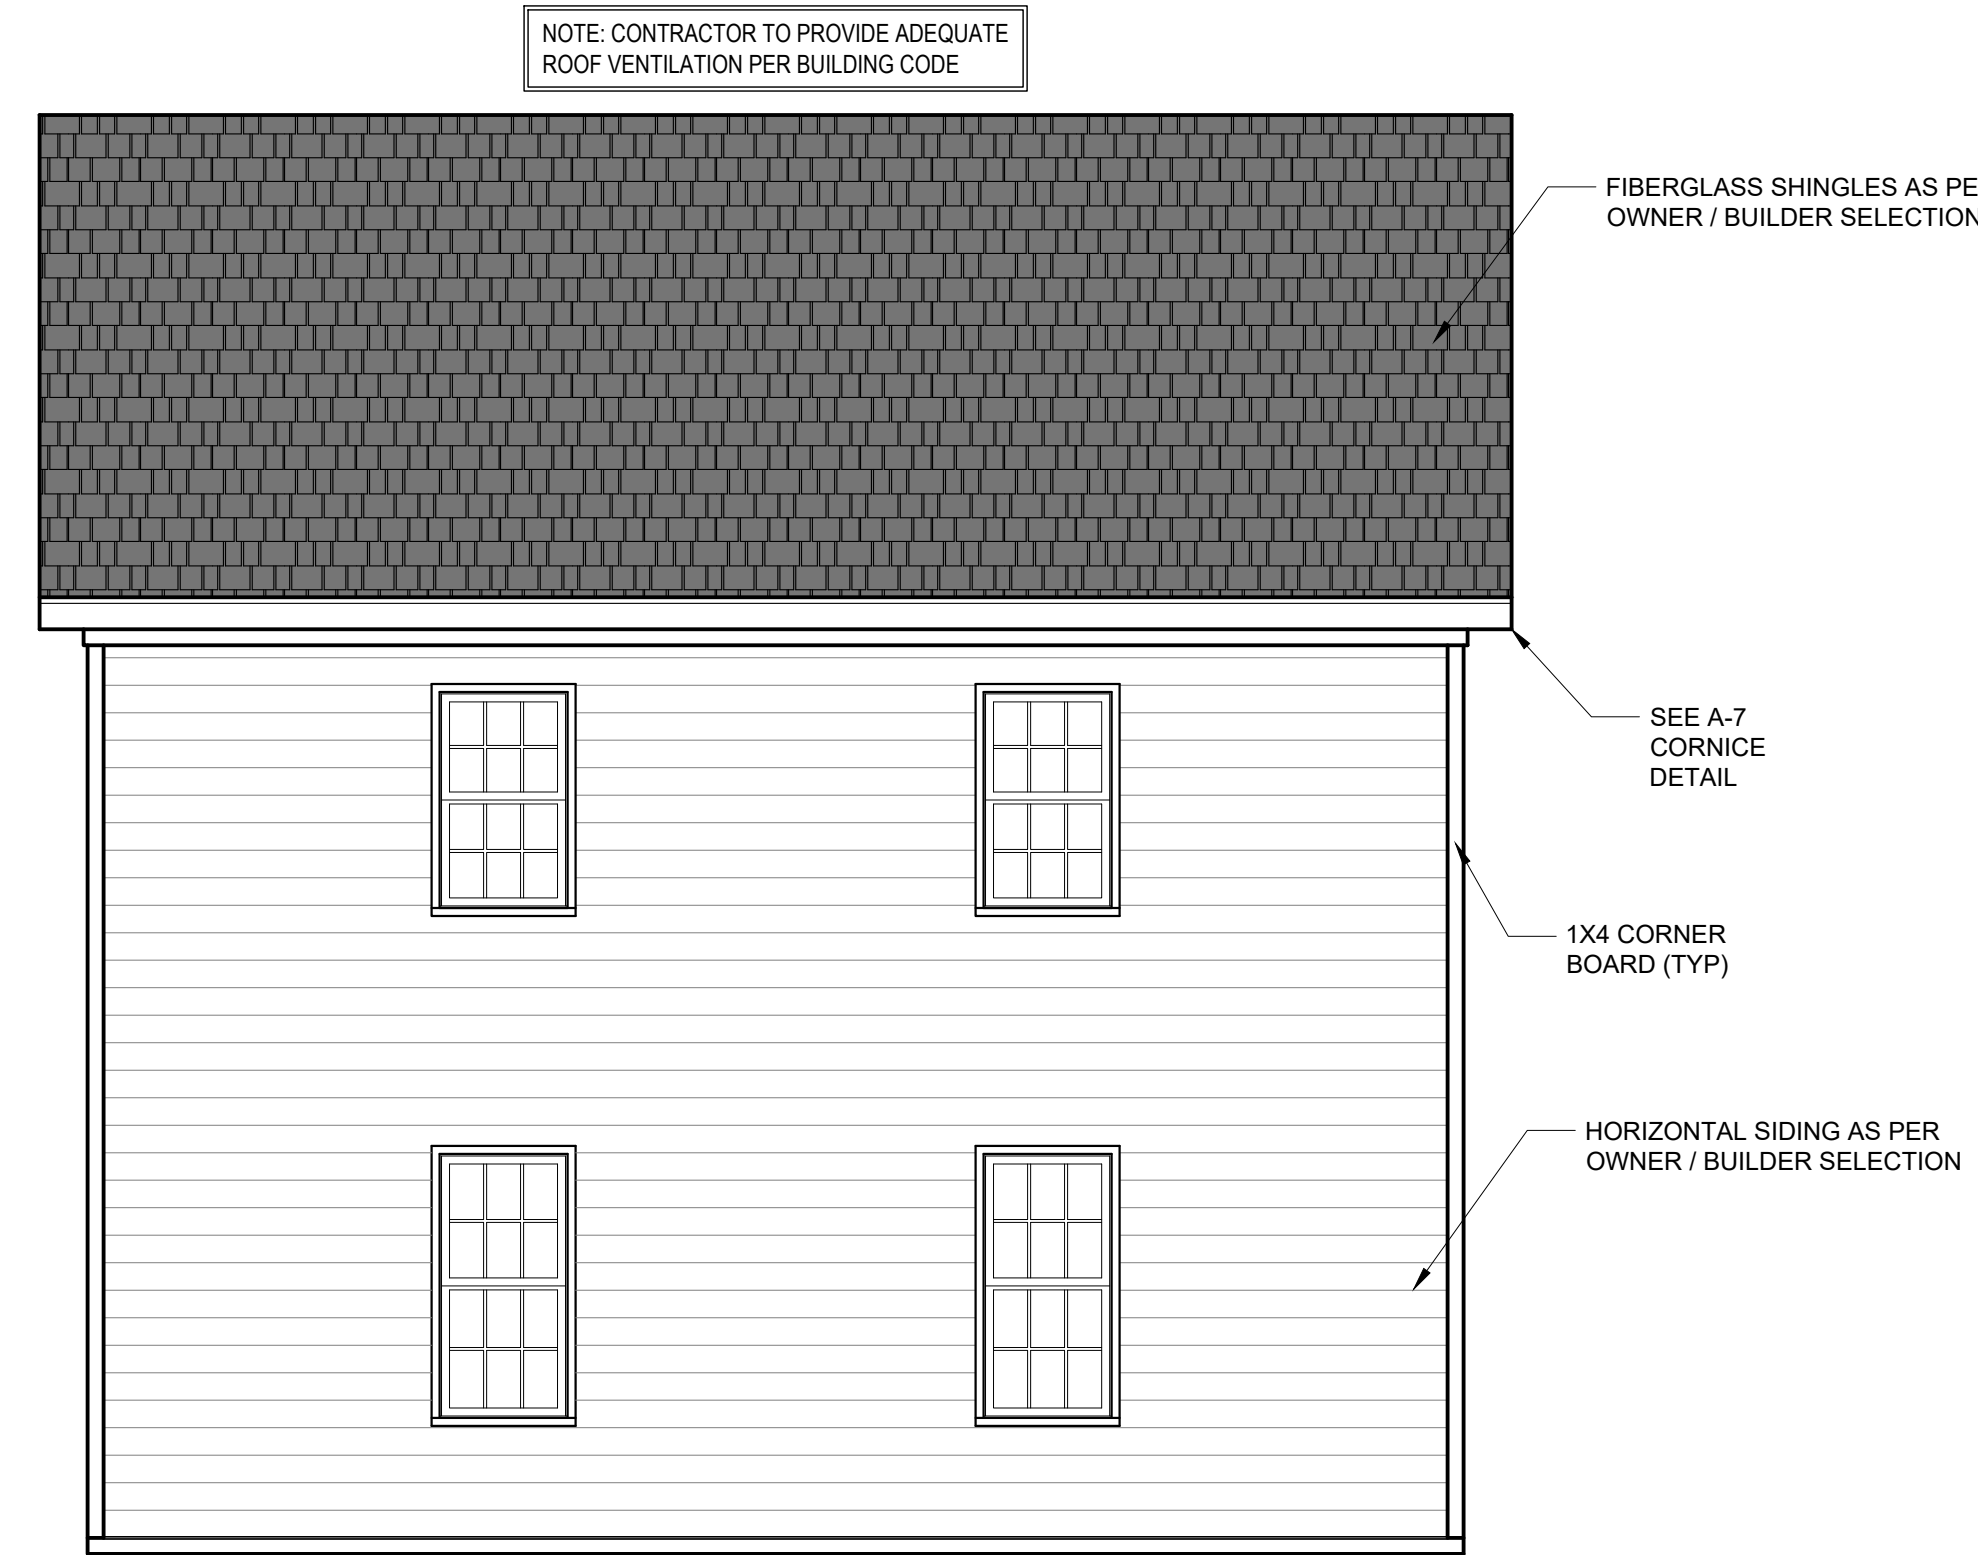 NOTE: CONTRACTOR TO PROVIDE ADEQUATE
ROOF VENTILATION PER BUILDING CODE
FIBERGLASS SHINGLES AS PE
OWNER / BUILDER SELECTION
SEE A-7
CORNICE
DETAIL
1X4 CORNER
BOARD (TYP)
HORIZONTAL SIDING AS PER
OWNER / BUILDER SELECTION